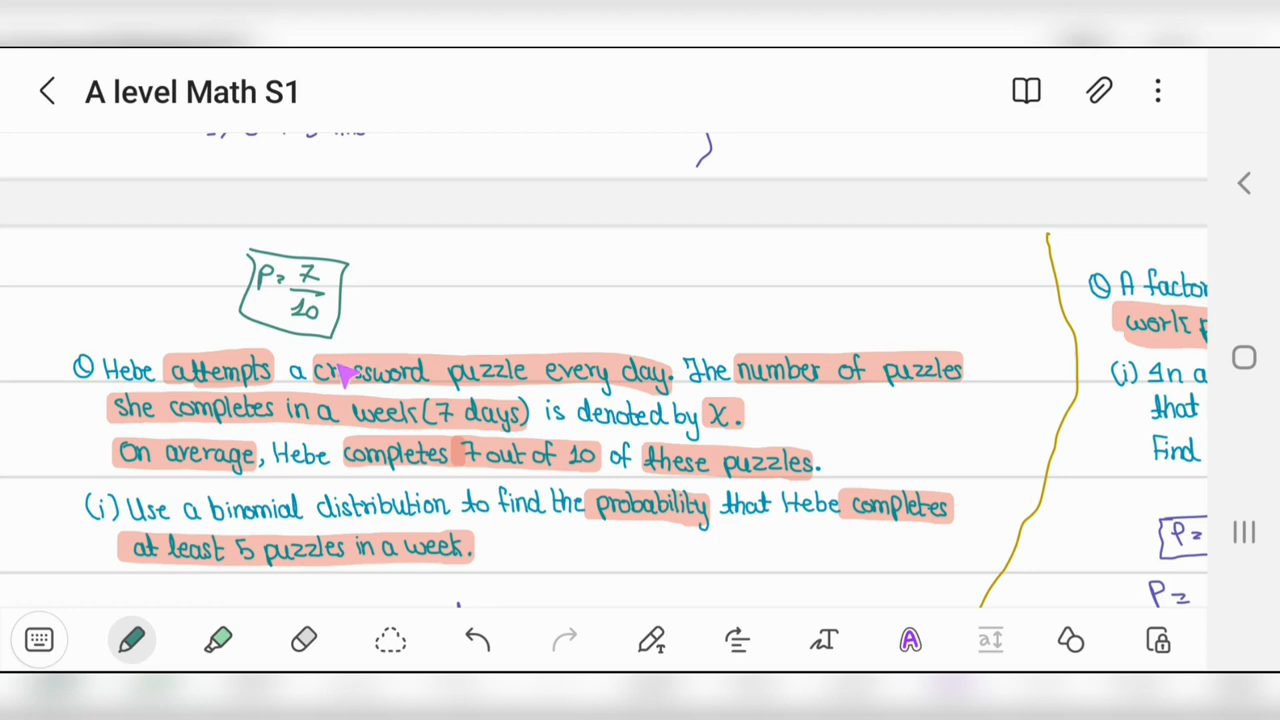 A level Math S1
P = 7/10
Q Hebe attempts a crossword puzzle every day. The number of puzzles
she completes in a week (7 days) is denoted by X.
On average, Hebe completes 7 out of 10 of these puzzles.
(i) Use a binomial distribution to find the probability that Hebe completes
at least 5 puzzles in a week.
Q A factor
work
(i) In a
that
Find
P =
P =